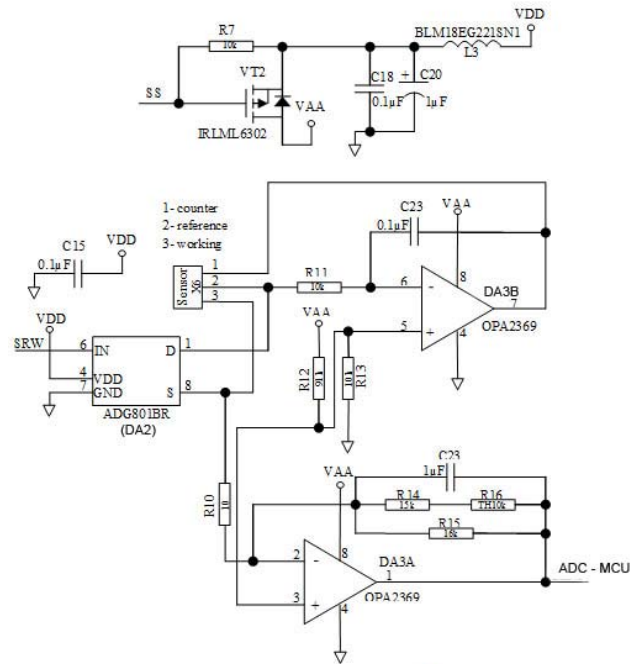 BLM18EG221SN1
VDD
R7
10k
L3
VT2
C18
0.1µF
C20
1µF
+
SS
VAA
IRLML6302
1- counter
2- reference
3- working
C23
0.1µF
VAA
C15
0.1µF
VDD
Sensor
X6
1
2
3
R11
10k
6
-
8
DA3B
7
5
+
OPA2369
4
VAA
VDD
SRW
6
IN
D
1
4
VDD
7
GND
S
8
ADG801BR
(DA2)
R12
91k
R13
10k
C23
1µF
VAA
R14
15k
R16
TH10k
R10
10
R15
16k
8
2
-
DA3A
1
ADC - MCU
3
+
OPA2369
4